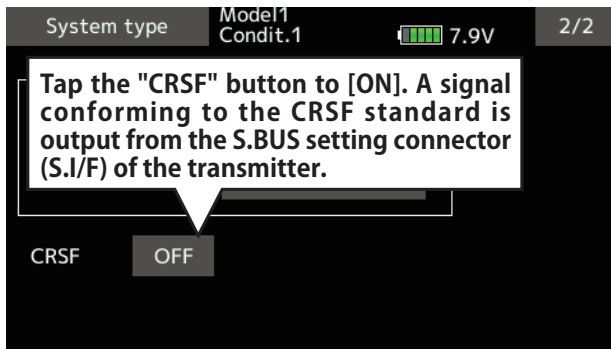 System type
Model1
Condit.1
7.9V
2/2
Tap the "CRSF" button to [ON]. A signal
conforming to the CRSF standard is
output from the S.BUS setting connector
(S.I/F) of the transmitter.
CRSF
OFF